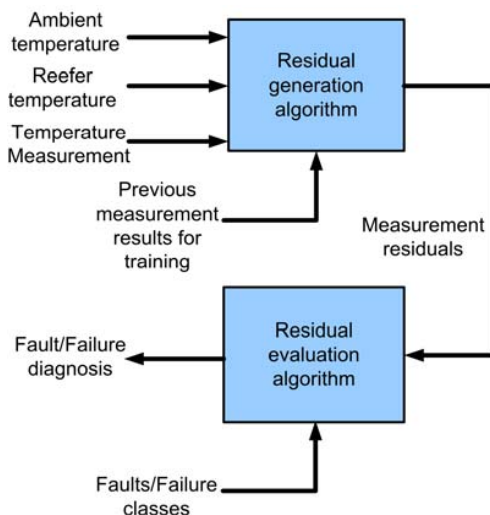 Ambient
temperature
Reefer
temperature
Temperature
Measurement
Residual
generation
algorithm
Previous
measurement
results for
training
Measurement
residuals
Residual
evaluation
algorithm
Fault/Failure
diagnosis
Faults/Failure
classes